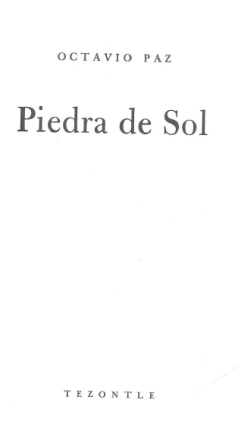 OCTAVIO PAZ
Piedra de Sol
TEZONTLE